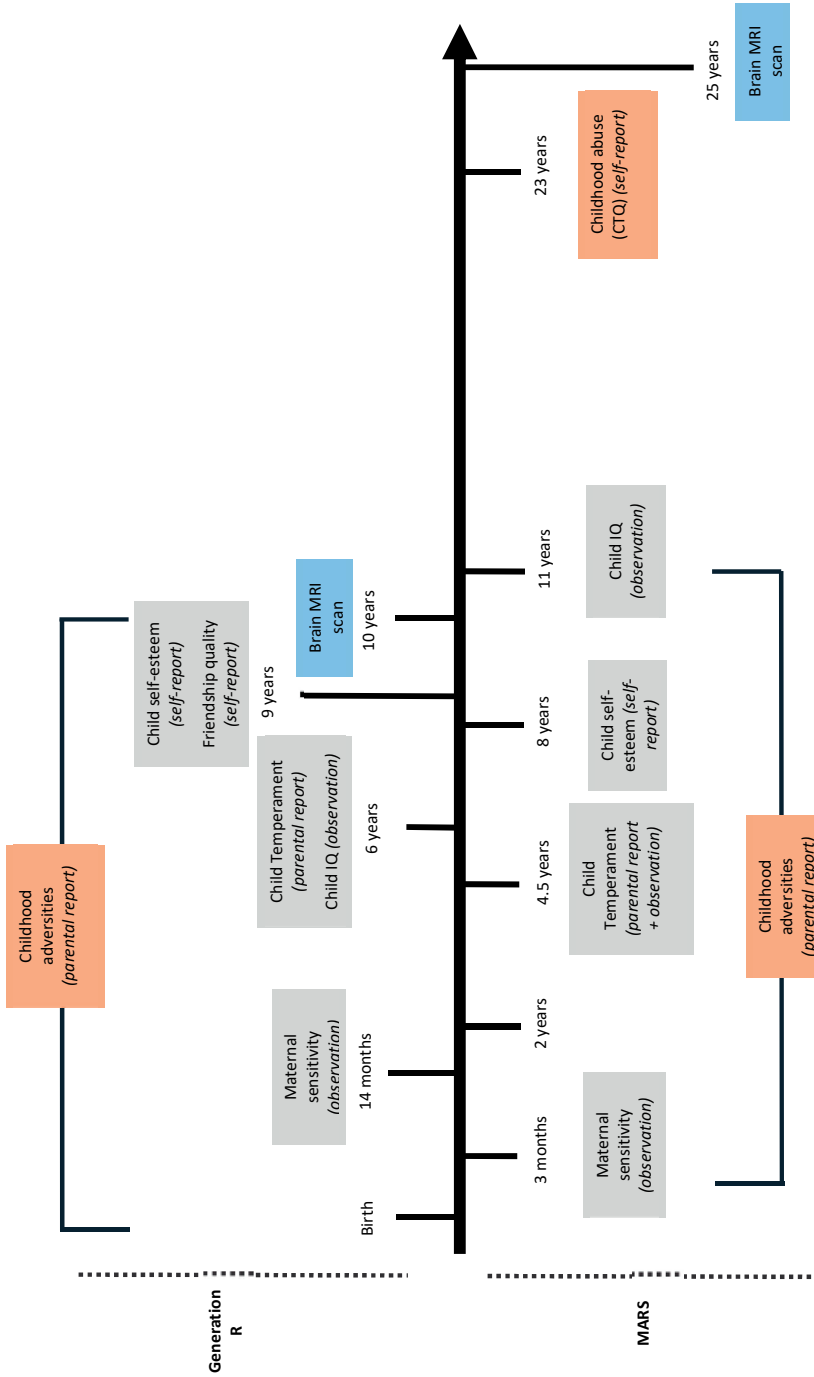 Generation
R
Childhood
adversities
(parental report)
Birth
Maternal
sensitivity
(observation)
14 months
Child Temperament
(parental report)
Child IQ (observation)
6 years
Child self-esteem
(self-report)
Friendship quality
(self-report)
9 years
Brain MRI
scan
10 years
MARS
3 months
Maternal
sensitivity
(observation)
2 years
4.5 years
Child
Temperament
(parental report
+ observation)
8 years
Child self-
esteem (self-
report)
11 years
Child IQ
(observation)
Childhood
adversities
(parental report)
23 years
Childhood abuse
(CTQ) (self-report)
25 years
Brain MRI
scan